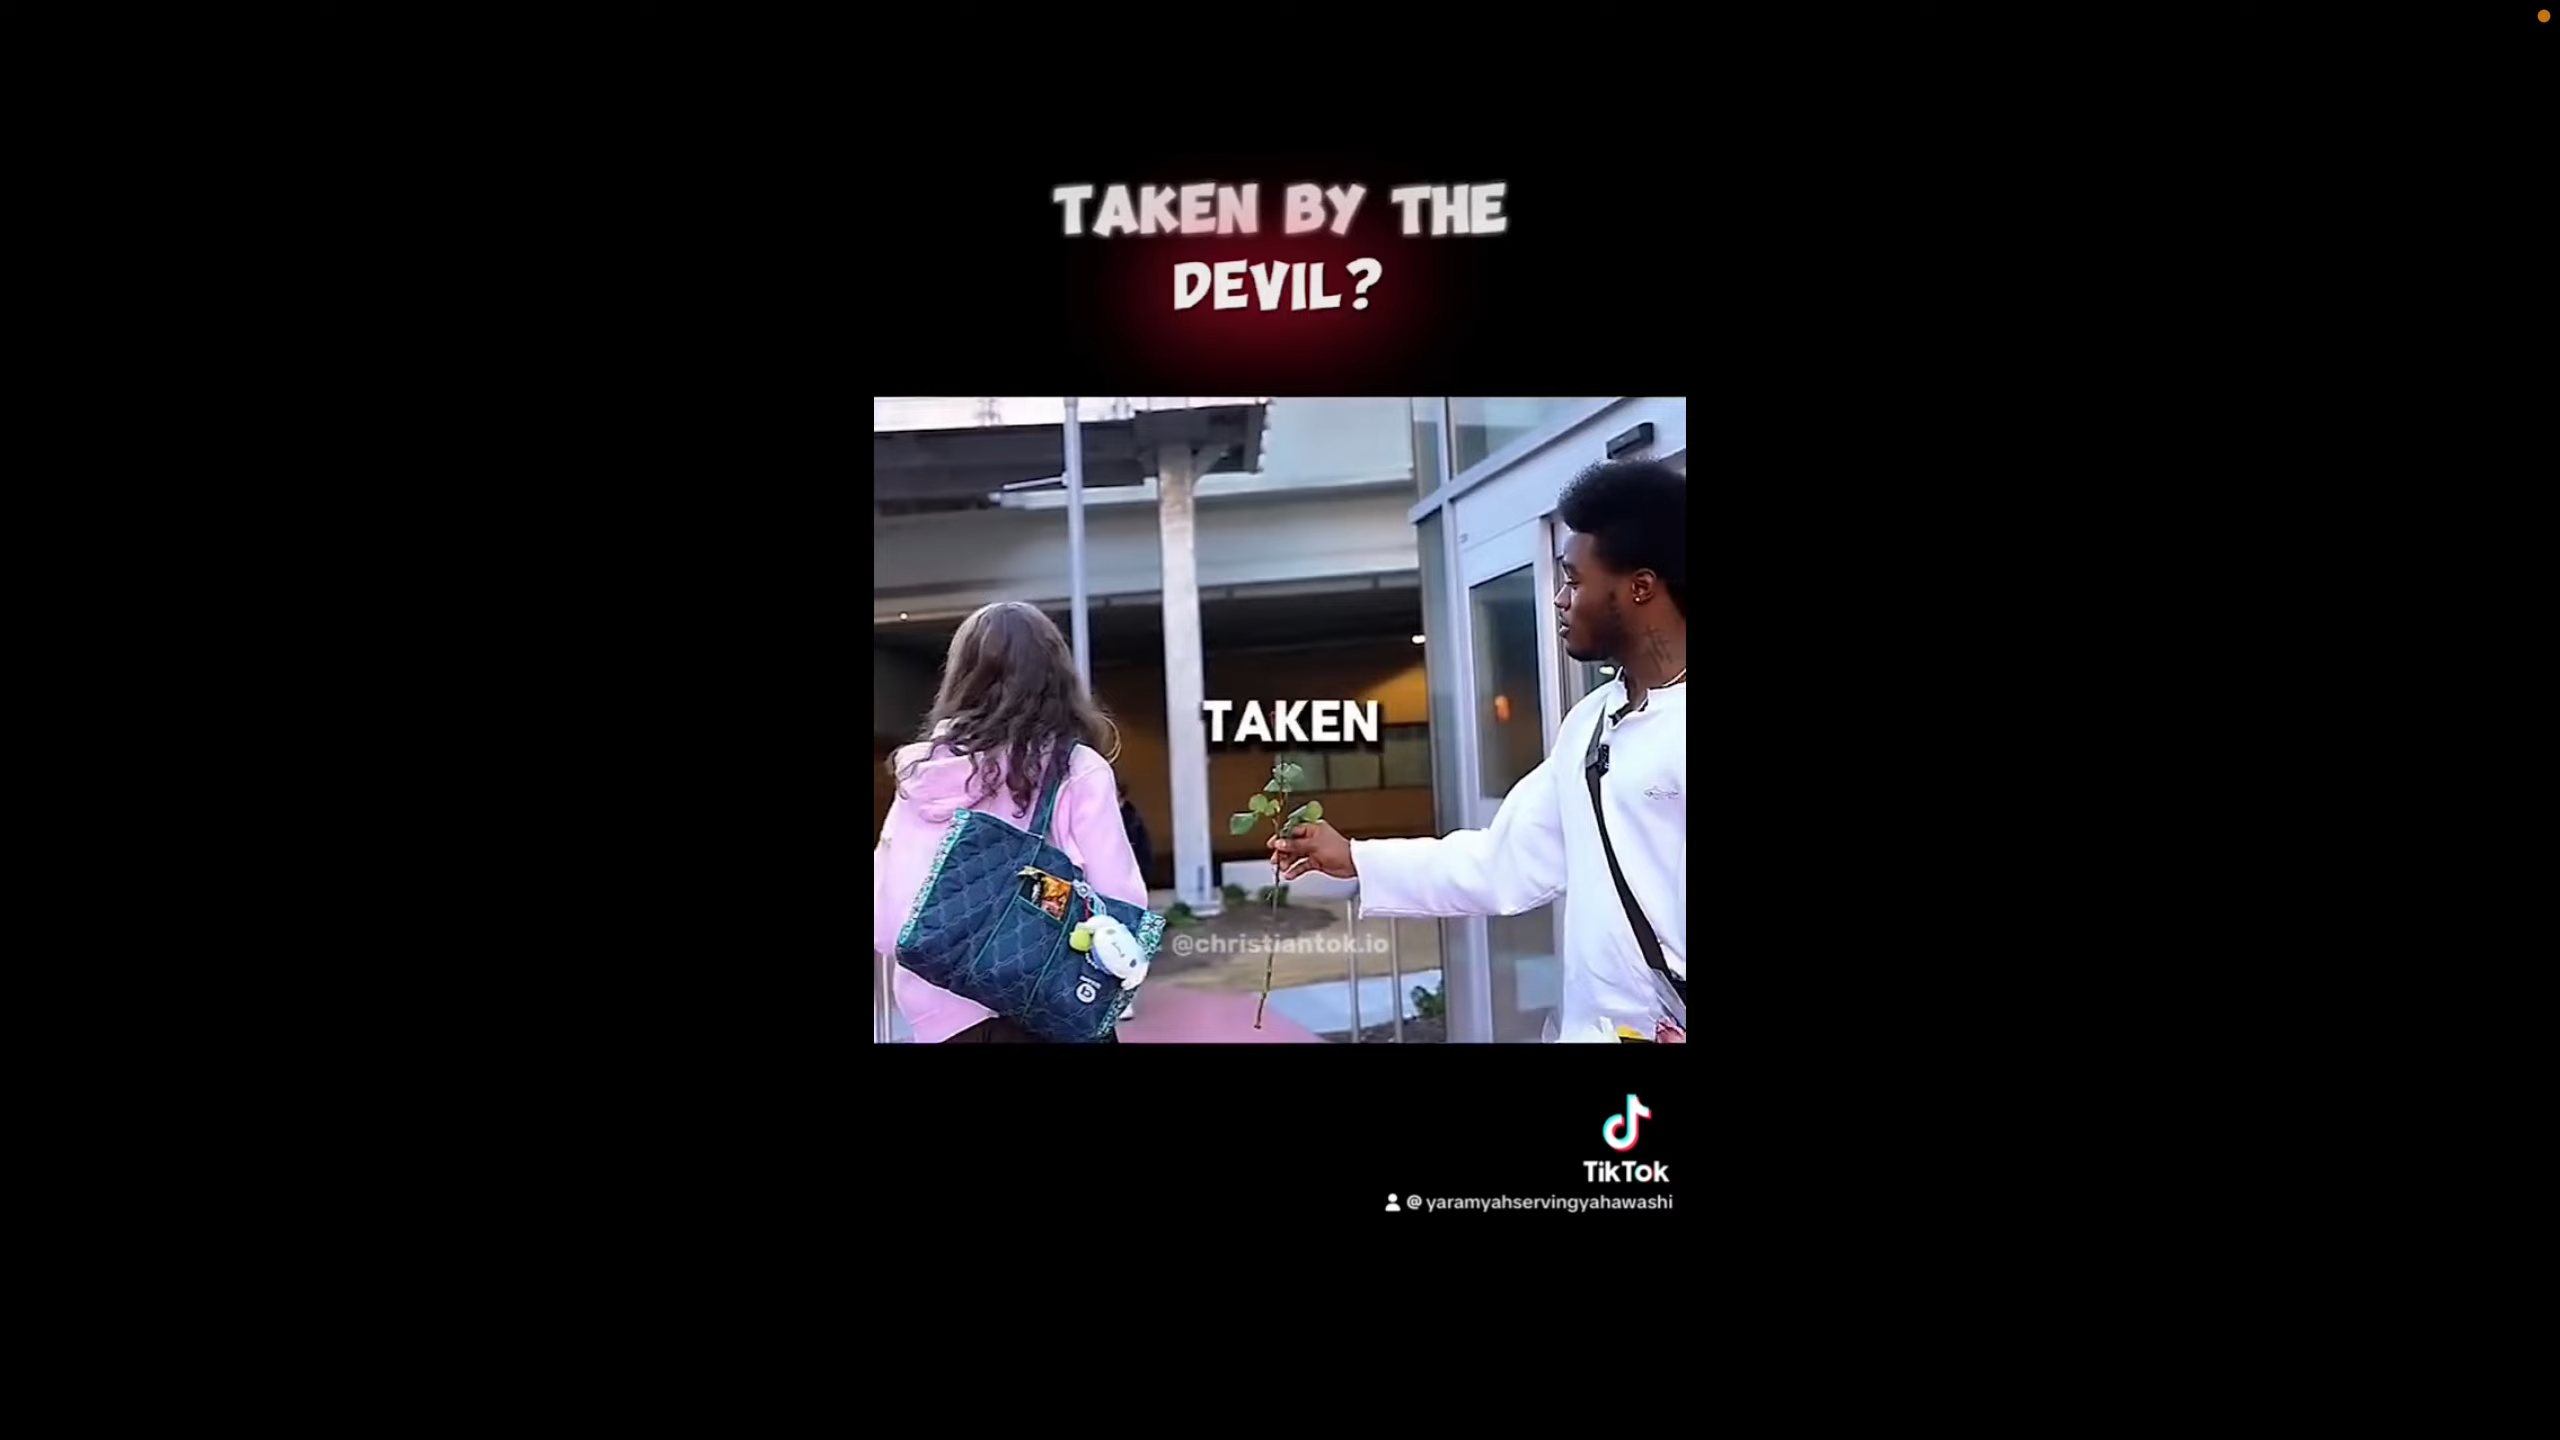 TAKEN BY THE
DEVIL?
TAKEN
@christiantok.io
TikTok
@ yaramyahservingyahawashi